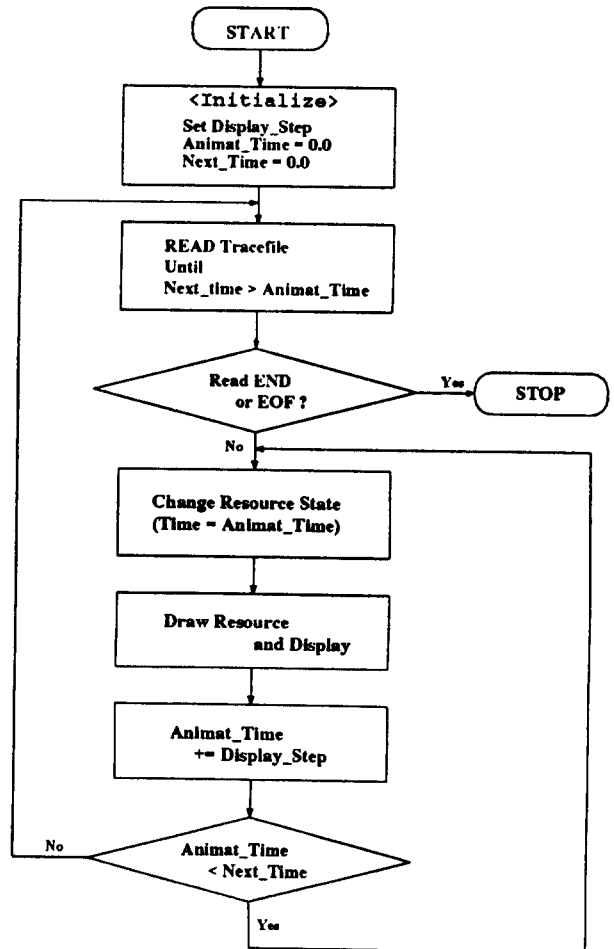 START
<Initialize>
Set Display_Step
Animat_Time = 0.0
Next_Time = 0.0
READ Tracefile
Until
Next_time > Animat_Time
Read END
or EOF ?
Yes
STOP
No
Change Resource State
(Time = Animat_Time)
Draw Resource
and Display
Animat_Time
+= Display_Step
No
Animat_Time
< Next_Time
Yes